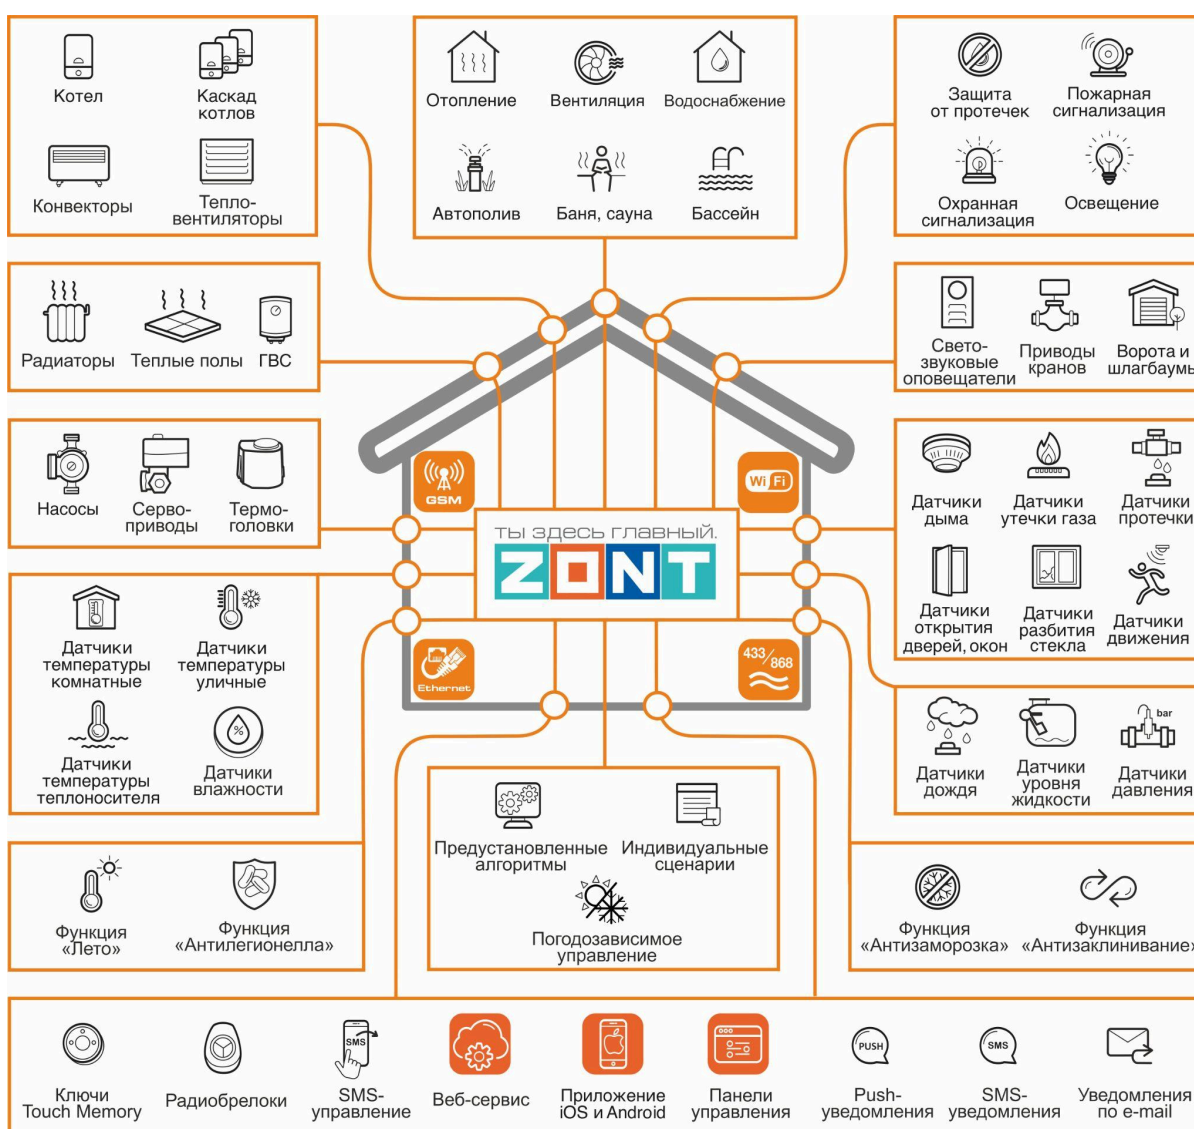 Котел
Каскад
котлов
Конвекторы
Тепло-
вентиляторы
Отопление
Вентиляция
Водоснабжение
Автополив
Баня, сауна
Бассейн
Защита
от протечек
Пожарная
сигнализация
Охранная
сигнализация
Освещение
Радиаторы
Теплые полы
ГВС
Свето-
звуковые
оповещатели
Приводы
кранов
Ворота и
шлагбаумы
Насосы
Серво-
приводы
Термо-
головки
GSM
Wi Fi
ты здесь главный.
ZONT
Ethernet
433/868
Датчики
дыма
Датчики
утечки газа
Датчики
протечки
Датчики
открытия
дверей, окон
Датчики
разбития
стекла
Датчики
движения
Датчики
температуры
комнатные
Датчики
температуры
уличные
Датчики
температуры
теплоносителя
%
Датчики
влажности
Датчики
дождя
Датчики
уровня
жидкости
bar
Датчики
давления
Предустановленные
алгоритмы
Индивидуальные
сценарии
Погодозависимое
управление
Функция
«Лето»
Функция
«Антилегионелла»
Функция
«Антизаморозка»
Функция
«Антизаклинивание»
Ключи
Touch Memory
Радиобрелоки
SMS
SMS-
управление
Веб-сервис
Приложение
iOS и Android
Панели
управления
PUSH
Push-
уведомления
SMS
SMS-
уведомления
Уведомления
по e-mail